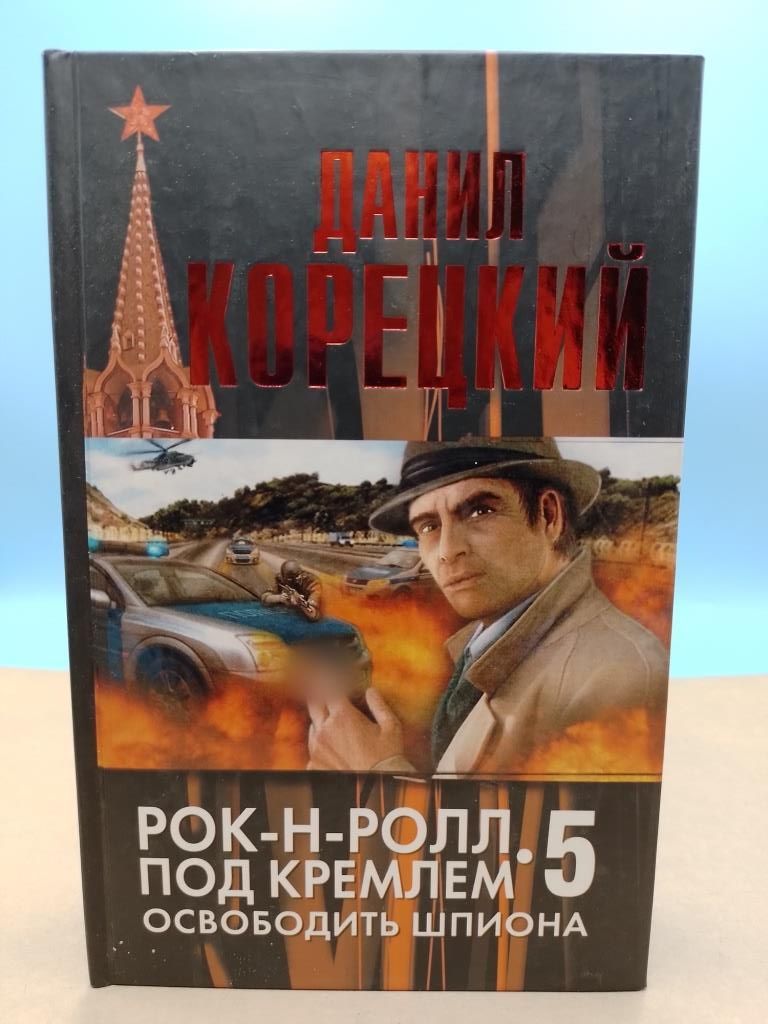 ДАНИЛ
КОРЕЦКИЙ
РОК-Н-РОЛЛ
ПОД КРЕМЛЕМ.5
ОСВОБОДИТЬ ШПИОНА